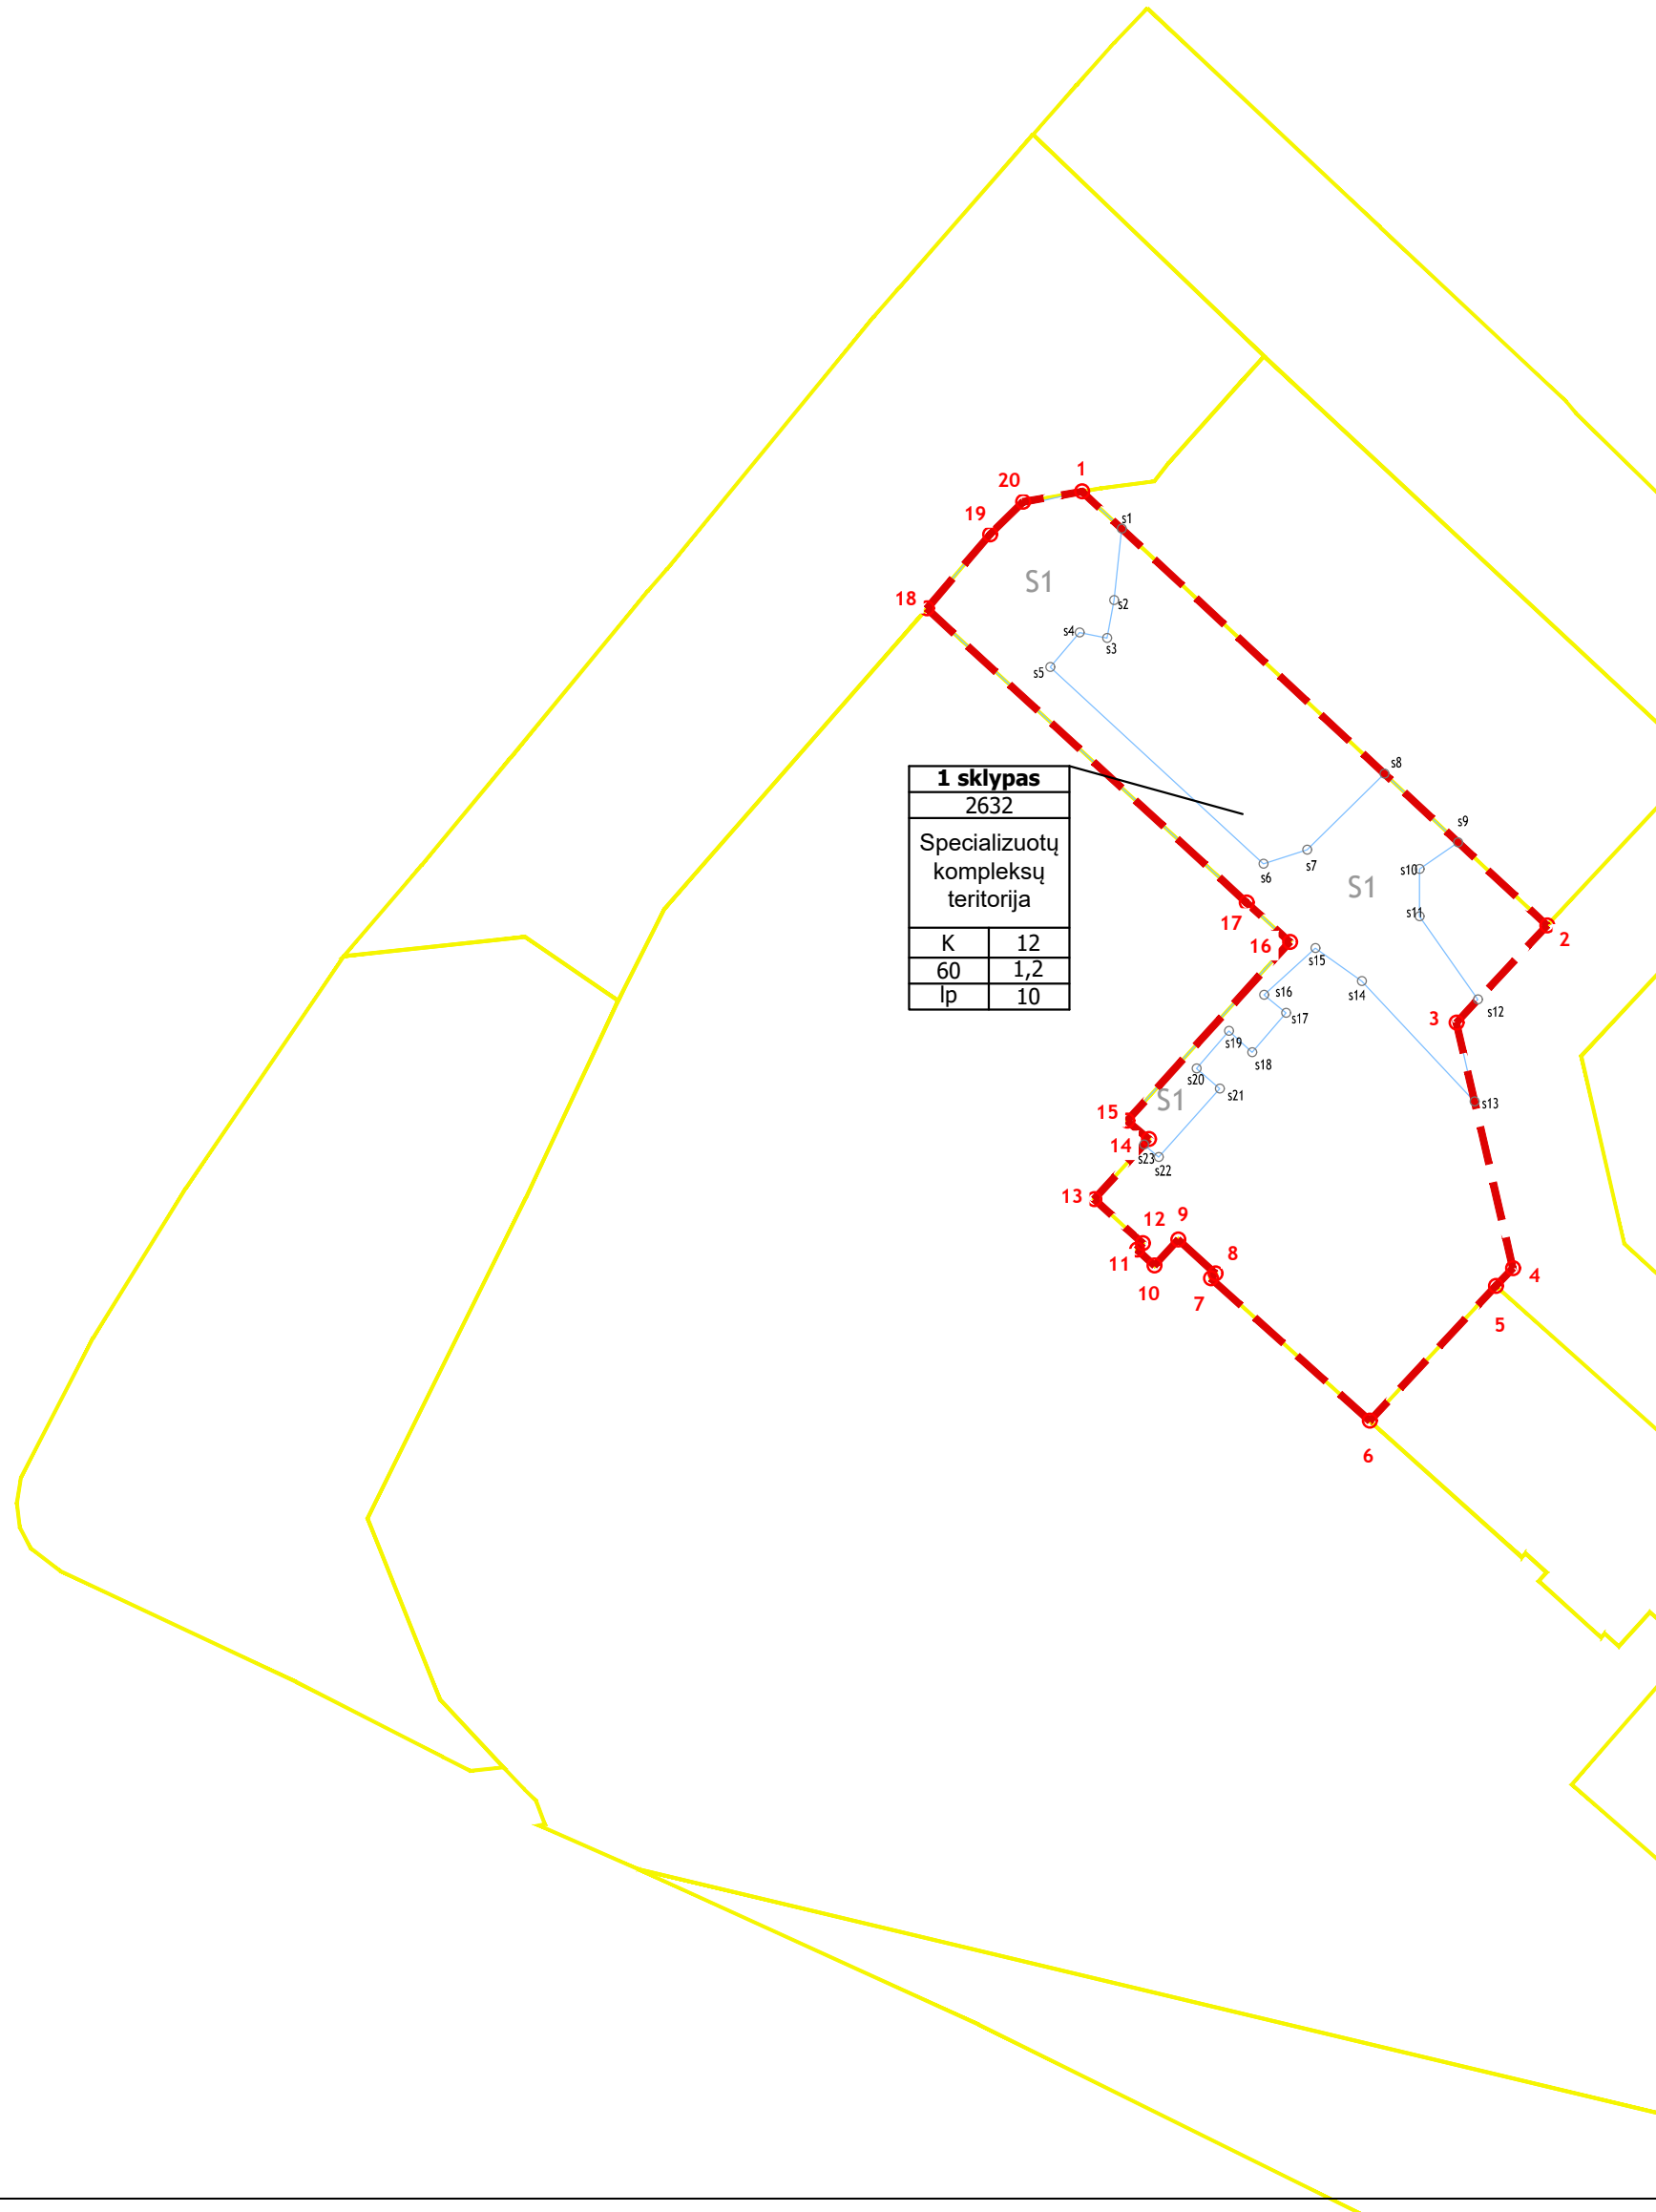 1
20
19
s1
S1
18
s2
s4
s3
s5
s8
1 sklypas
2632
Specializuotų
kompleksų
teritorija
K 12
60 1,2
lp 10
s9
s7
s6
s10
S1
s11
17
2
16
s15
s14
s16
s12
s17
3
s19
s18
s20
s21
S1
s13
15
14
s23
s22
13
12
9
11
8
10
7
4
5
6